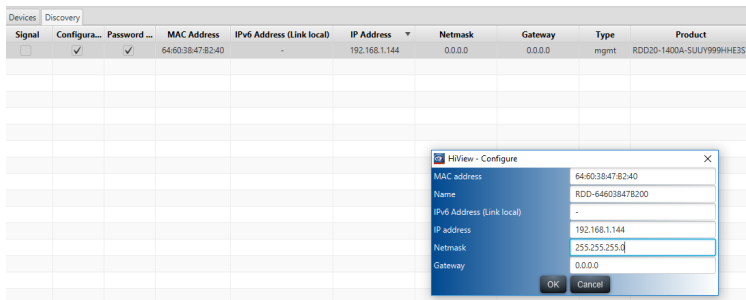 Devices Discovery
Signal Configura... Password ... MAC Address IPv6 Address (Link local) IP Address Netmask Gateway Type Product
64:60:38:47:B2:40 - 192.168.1.144 0.0.0.0 0.0.0.0 mgmt RDD20-1400A-SUUY999HHE3S
HiView - Configure
MAC address 64:60:38:47:B2:40
Name RDD-64603847B200
IPv6 Address (Link local) -
IP address 192.168.1.144
Netmask 255.255.255.0
Gateway 0.0.0.0
OK Cancel